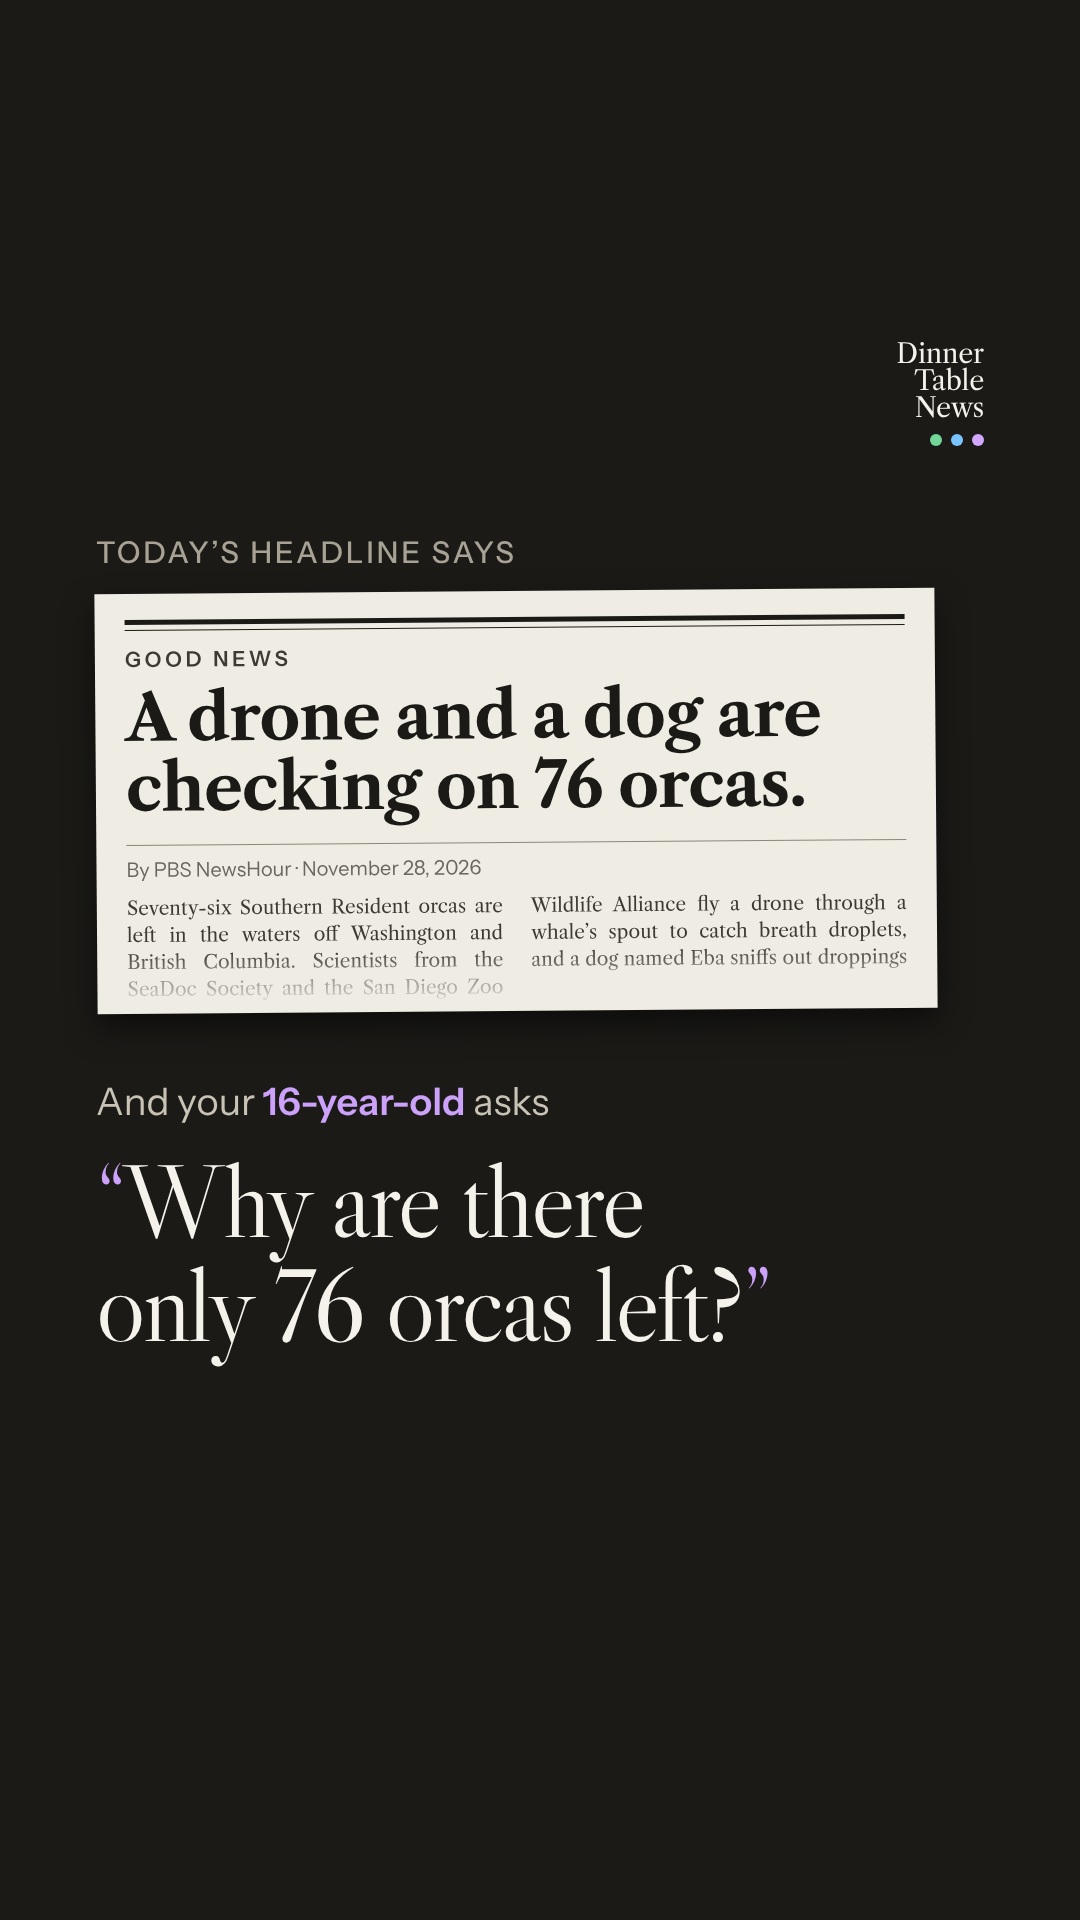 Dinner
Table
News
TODAY’S HEADLINE SAYS
GOOD NEWS
A drone and a dog are
checking on 76 orcas.
By PBS NewsHour · November 28, 2026
Seventy-six Southern Resident orcas are
left in the waters off Washington and
British Columbia. Scientists from the
SeaDoc Society and the San Diego Zoo
Wildlife Alliance fly a drone through a
whale’s spout to catch breath droplets,
and a dog named Eba sniffs out droppings
And your 16-year-old asks
“Why are there
only 76 orcas left?”